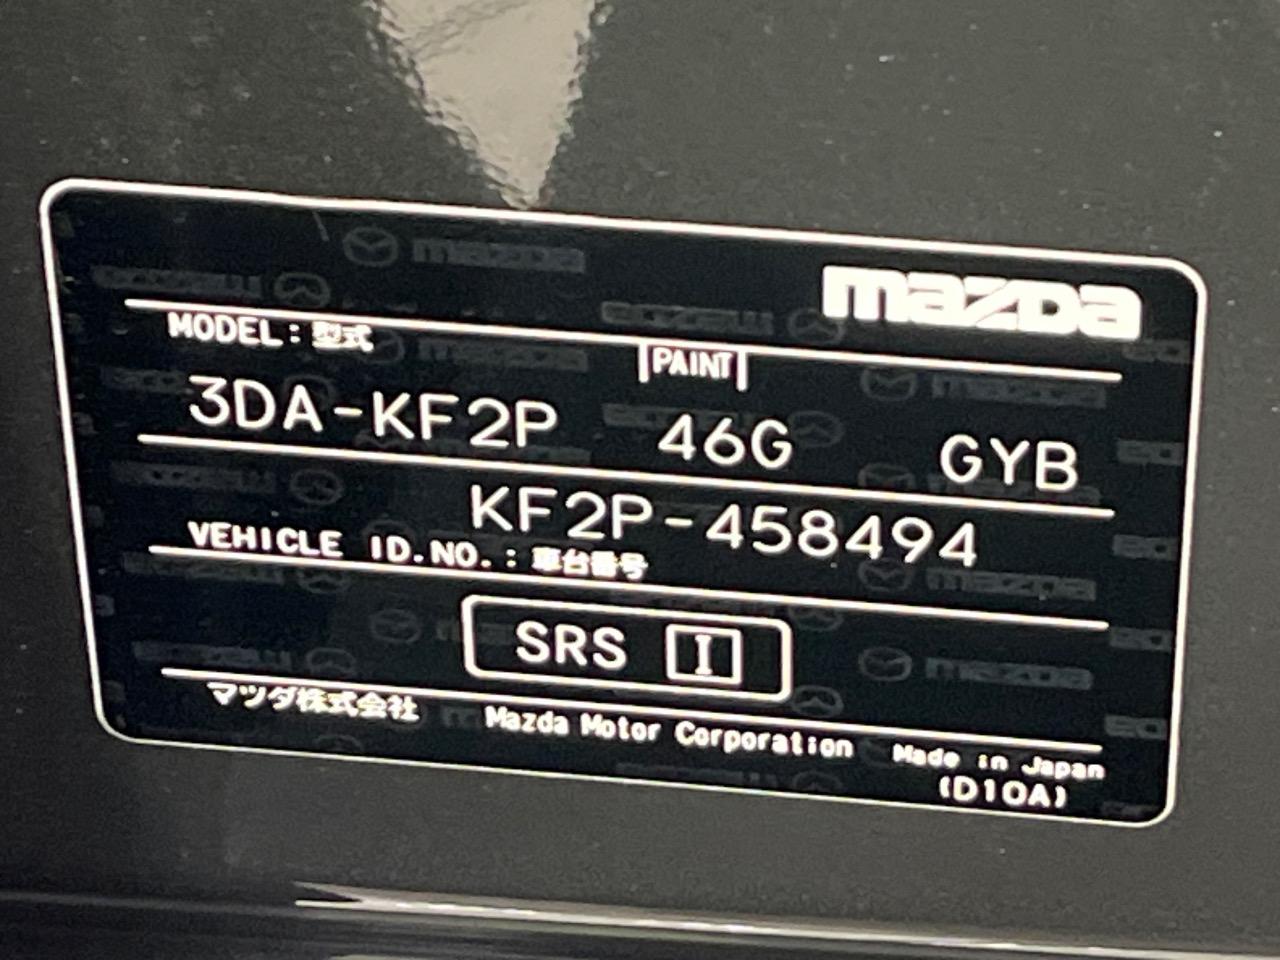 mazda
MODEL: 型式
PAINT
3DA-KF2P 46G GYB
KF2P-458494
VEHICLE ID.NO.: 車台番号
SRS I
マツダ株式会社 Mazda Motor Corporation Made in Japan
(D10A)